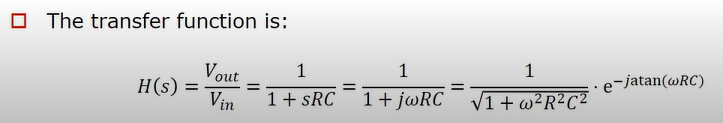 The transfer function is:
H(s) = V_out/V_in = 1/(1 + sRC) = 1/(1 + jωRC) = 1/√(1 + ω²R²C²) · e^(−jatan(ωRC))